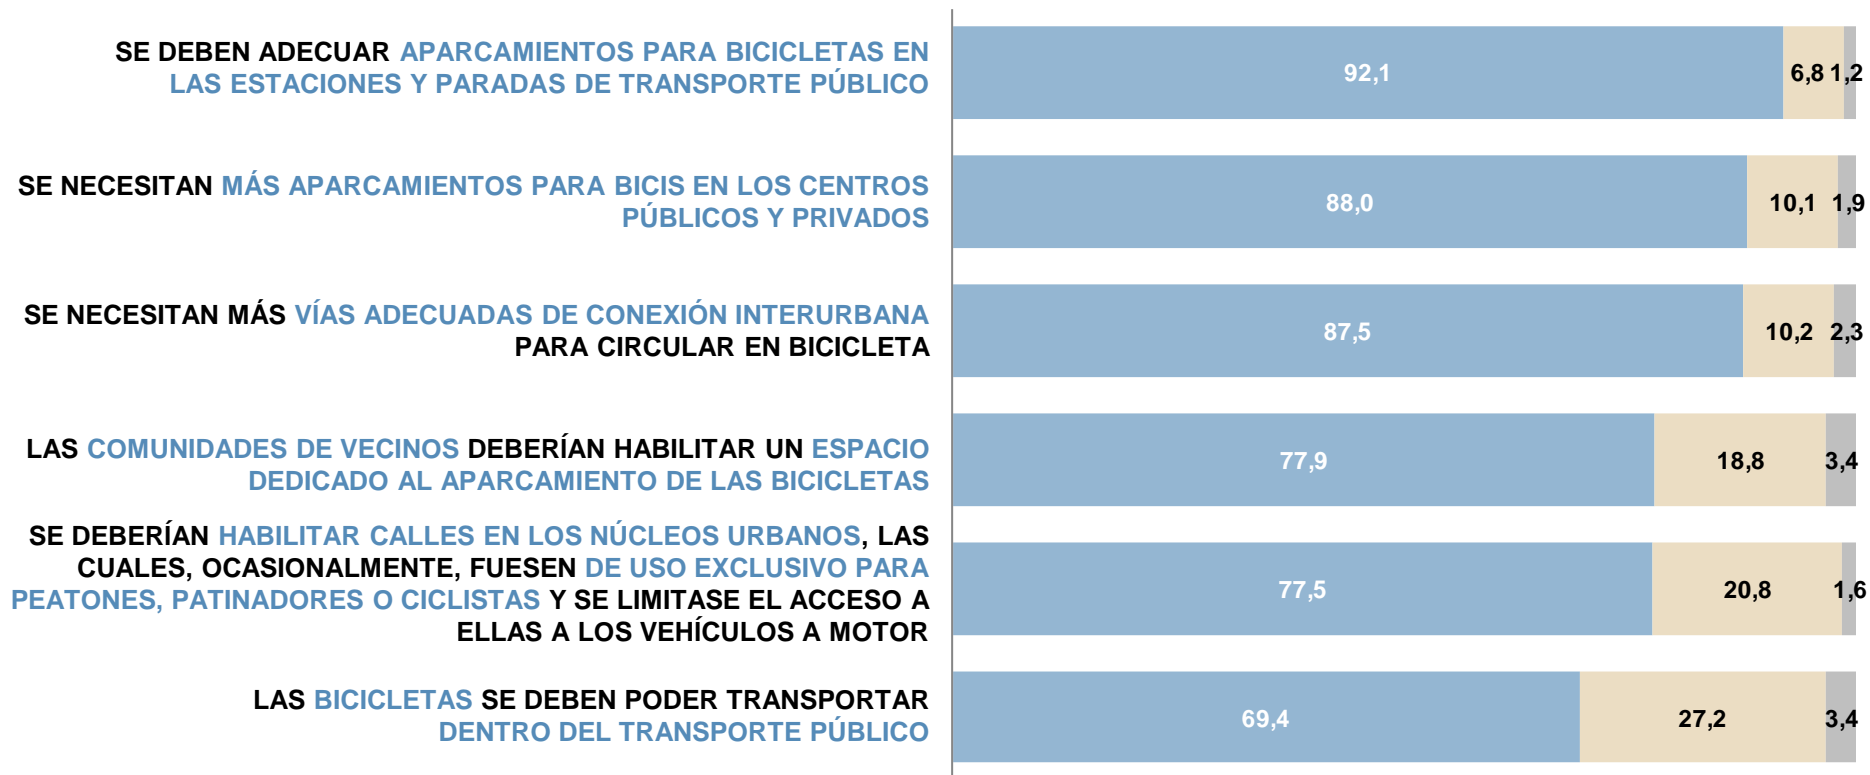 SE DEBEN ADECUAR APARCAMIENTOS PARA BICICLETAS EN
LAS ESTACIONES Y PARADAS DE TRANSPORTE PÚBLICO
92,1 6,8 1,2
SE NECESITAN MÁS APARCAMIENTOS PARA BICIS EN LOS CENTROS
PÚBLICOS Y PRIVADOS
88,0 10,1 1,9
SE NECESITAN MÁS VÍAS ADECUADAS DE CONEXIÓN INTERURBANA
PARA CIRCULAR EN BICICLETA
87,5 10,2 2,3
LAS COMUNIDADES DE VECINOS DEBERÍAN HABILITAR UN ESPACIO
DEDICADO AL APARCAMIENTO DE LAS BICICLETAS
77,9 18,8 3,4
SE DEBERÍAN HABILITAR CALLES EN LOS NÚCLEOS URBANOS, LAS
CUALES, OCASIONALMENTE, FUESEN DE USO EXCLUSIVO PARA
PEATONES, PATINADORES O CICLISTAS Y SE LIMITASE EL ACCESO A
ELLAS A LOS VEHÍCULOS A MOTOR
77,5 20,8 1,6
LAS BICICLETAS SE DEBEN PODER TRANSPORTAR
DENTRO DEL TRANSPORTE PÚBLICO
69,4 27,2 3,4